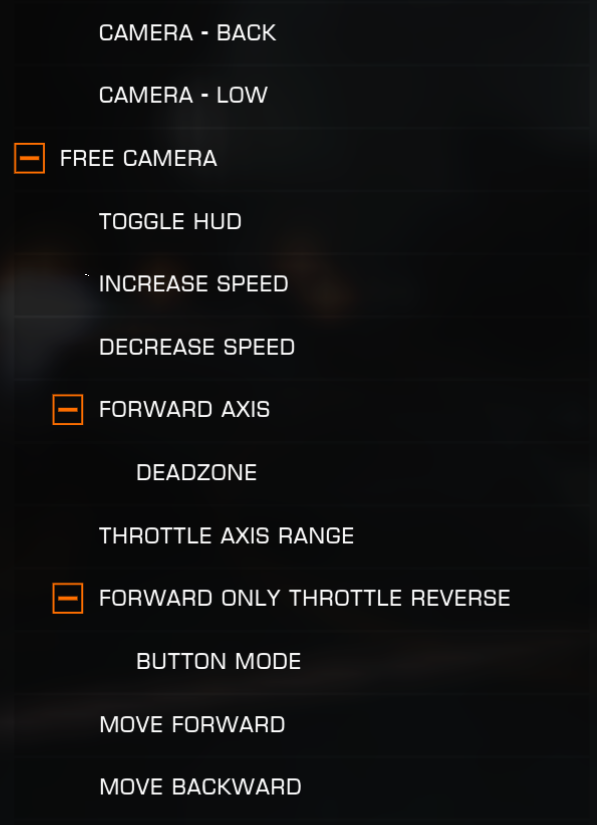 CAMERA - BACK
CAMERA - LOW
FREE CAMERA
TOGGLE HUD
INCREASE SPEED
DECREASE SPEED
FORWARD AXIS
DEADZONE
THROTTLE AXIS RANGE
FORWARD ONLY THROTTLE REVERSE
BUTTON MODE
MOVE FORWARD
MOVE BACKWARD